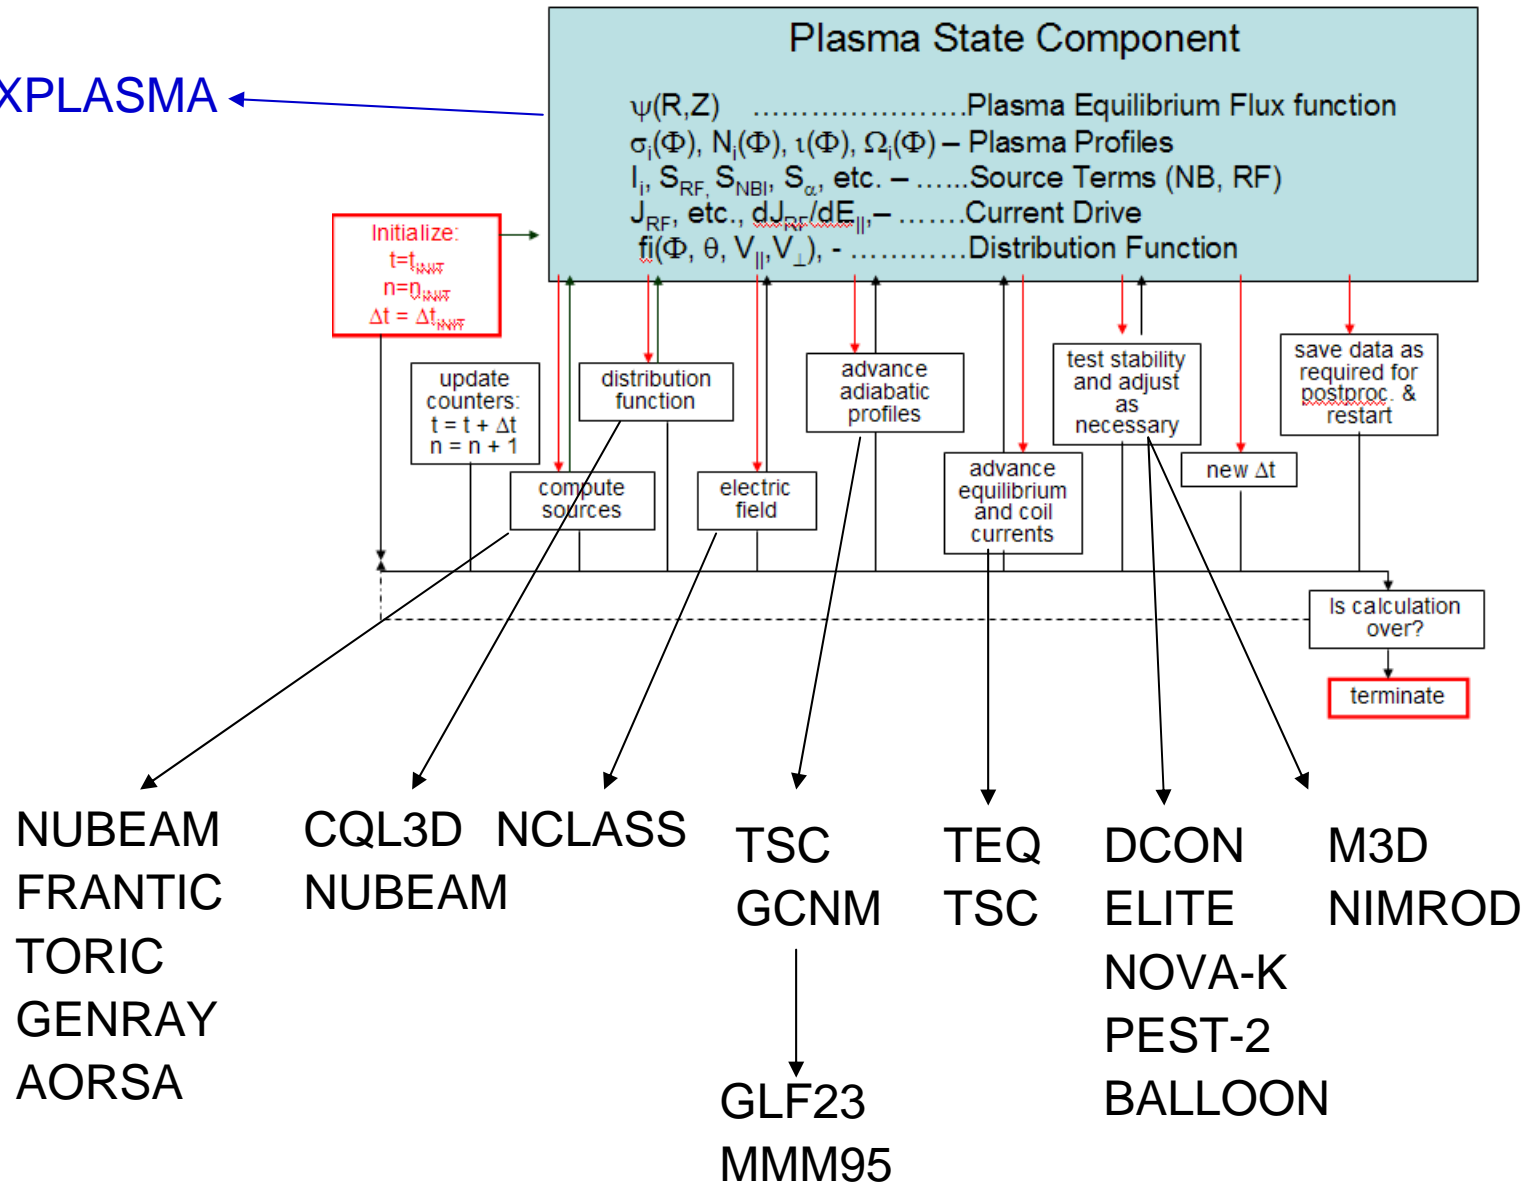 Plasma State Component
XPLASMA
ψ(R,Z) …………………..Plasma Equilibrium Flux function
σi(Φ), Ni(Φ), ι(Φ), Ωi(Φ) – Plasma Profiles
Ii, SRF, SNBI, Sα, etc. – …...Source Terms (NB, RF)
JRF, etc., dJRF/dE||,– …….Current Drive
fi(Φ, θ, V||,V⊥), - …………Distribution Function
Initialize:
t=tINIT
n=nINIT
Δt = ΔtINIT
update
counters:
t = t + Δt
n = n + 1
compute
sources
distribution
function
electric
field
advance
adiabatic
profiles
advance
equilibrium
and coil
currents
test stability
and adjust
as
necessary
new Δt
save data as
required for
postproc. &
restart
Is calculation
over?
terminate
NUBEAM
FRANTIC
TORIC
GENRAY
AORSA
CQL3D
NUBEAM
NCLASS
TSC
GCNM
GLF23
MMM95
TEQ
TSC
DCON
ELITE
NOVA-K
PEST-2
BALLOON
M3D
NIMROD